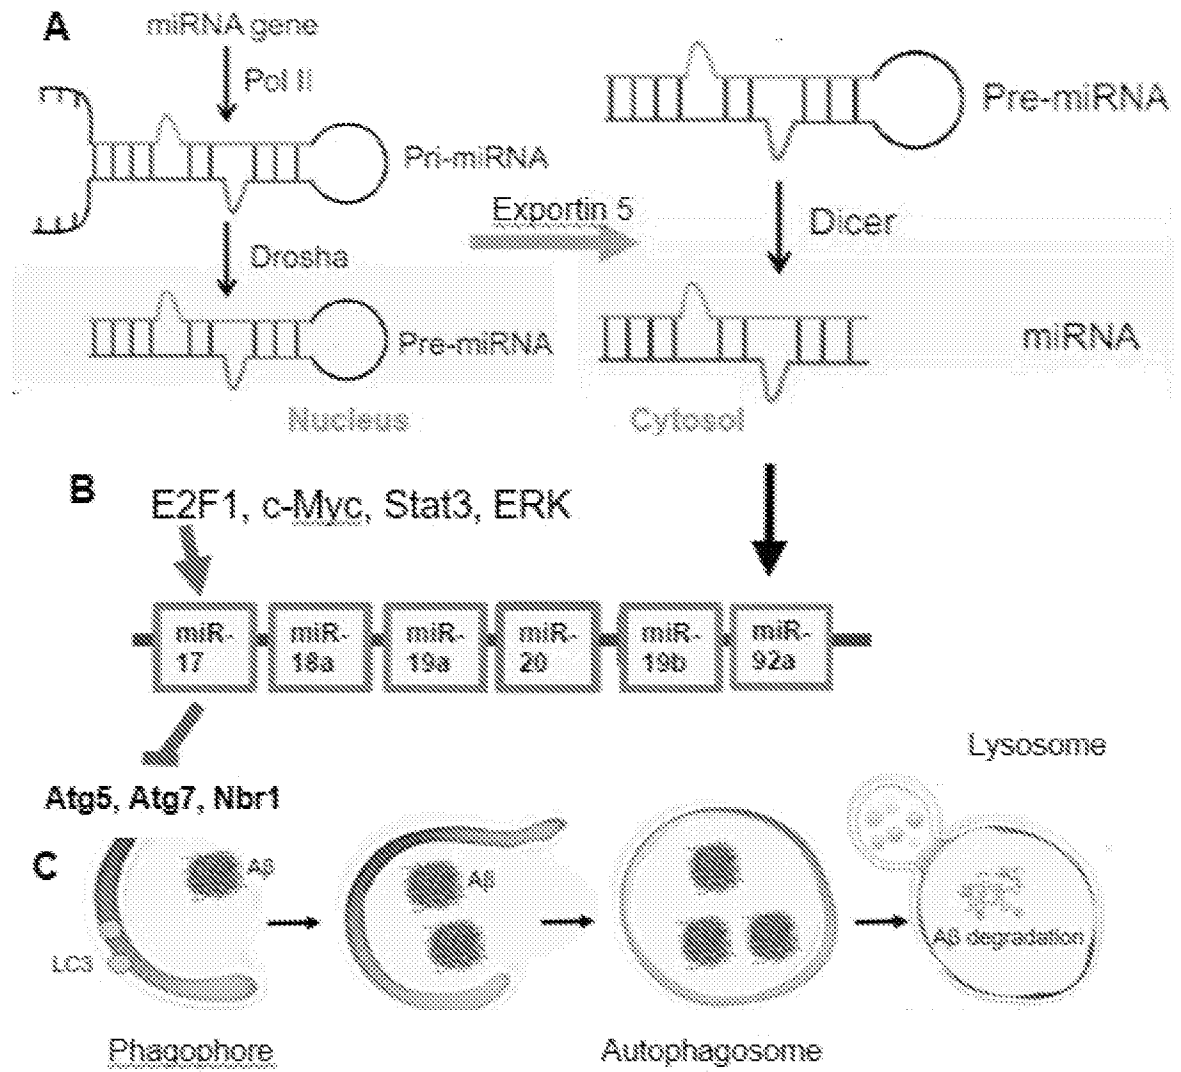 A
miRNA gene
Pol II
Pri-miRNA
Drosha
Pre-miRNA
Nucleus
Exportin 5
Pre-miRNA
Dicer
miRNA
Cytosol
B
E2F1, c-Myc, Stat3, ERK
miR-
17
miR-
18a
miR-
19a
miR-
20
miR-
19b
miR-
92a
Atg5, Atg7, Nbr1
C
Aβ
LC3
Aβ
Lysosome
Aβ degradation
Phagophore
Autophagosome